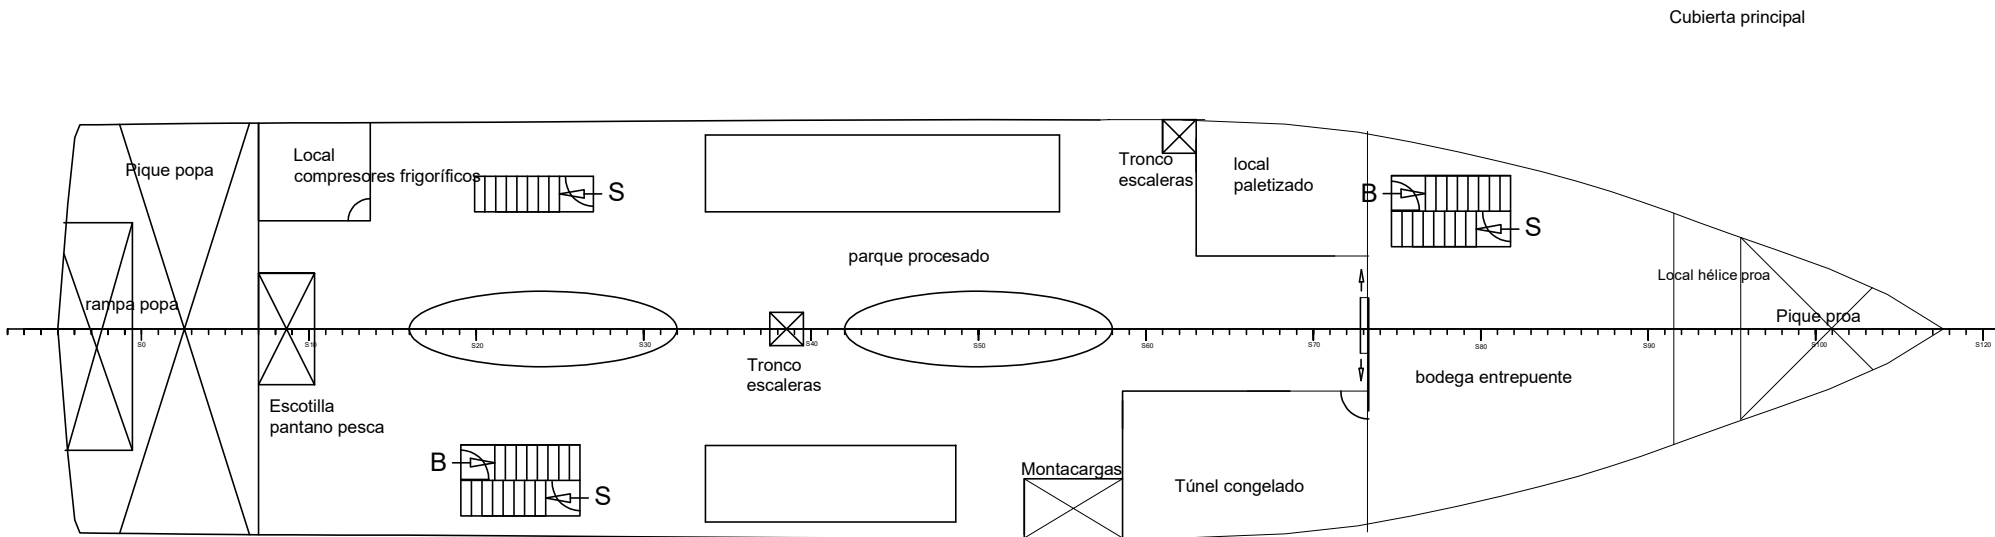 Cubierta principal
Pique popa
Local
compresores frigoríficos
S
Tronco
escaleras
local
paletizado
B
S
parque procesado
Local hélice proa
rampa popa
Pique proa
S0
S10
S20
S30
S40
S50
S60
S70
S80
S90
S100
S120
Tronco
escaleras
bodega entrepuente
Escotilla
pantano pesca
B
S
Montacargas
Túnel congelado